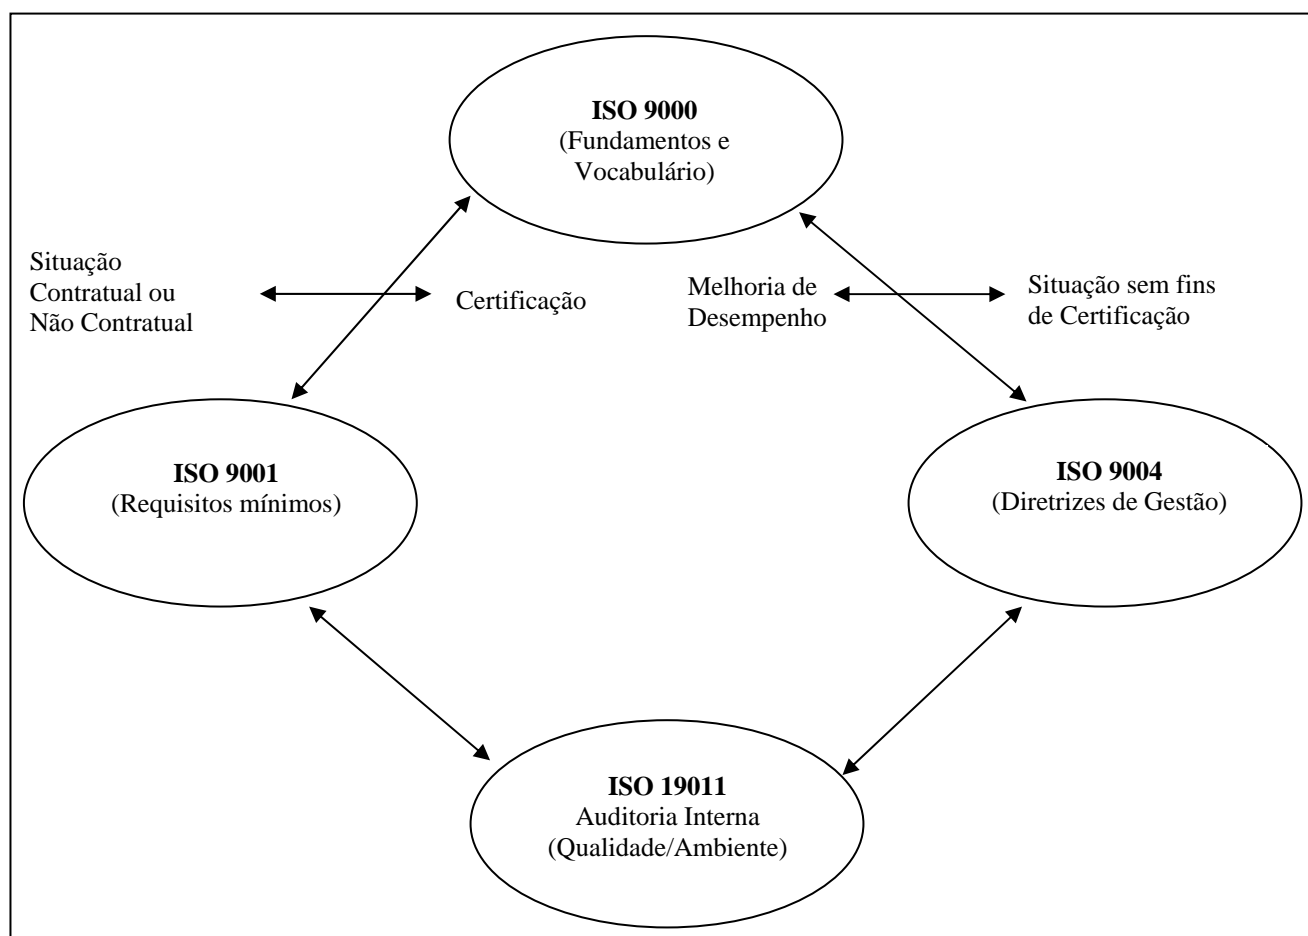 ISO 9000
(Fundamentos e
Vocabulário)
Situação
Contratual ou
Não Contratual
Certificação
Melhoria de
Desempenho
Situação sem fins
de Certificação
ISO 9001
(Requisitos mínimos)
ISO 9004
(Diretrizes de Gestão)
ISO 19011
Auditoria Interna
(Qualidade/Ambiente)